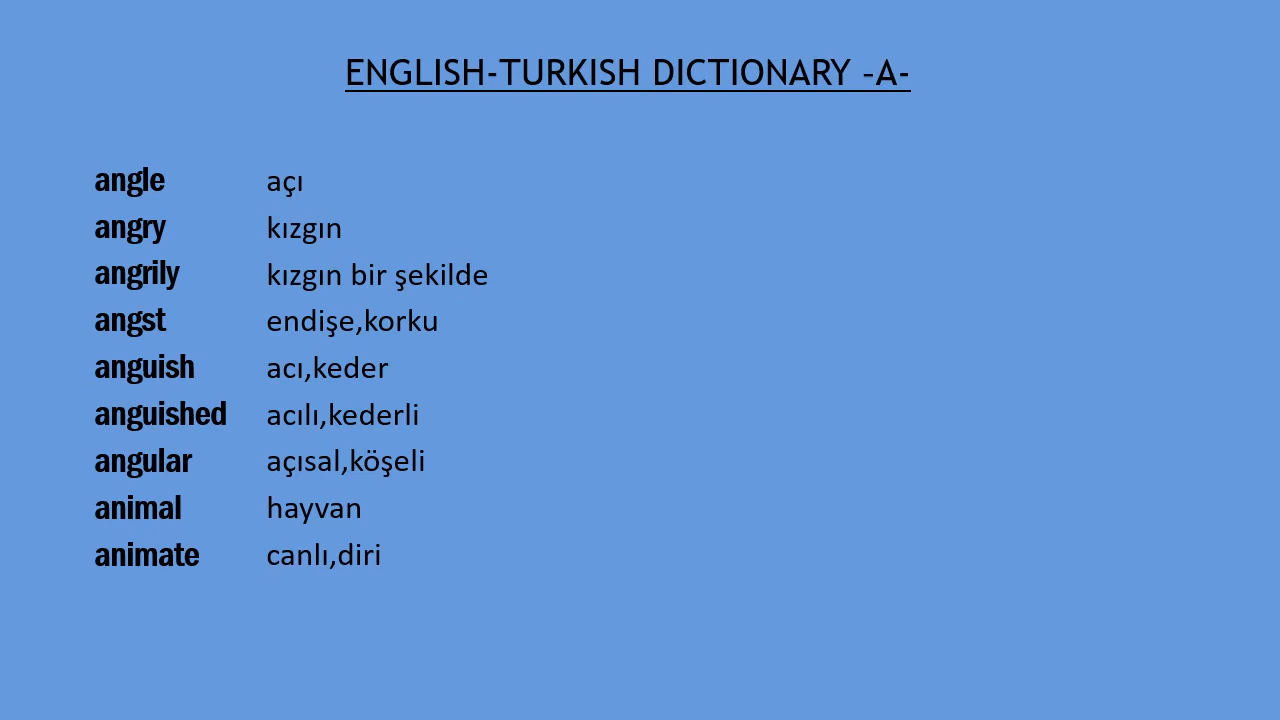 ENGLISH-TURKISH DICTIONARY –A-
angle açı
angry kızgın
angrily kızgın bir şekilde
angst endişe,korku
anguish acı,keder
anguished acılı,kederli
angular açısal,köşeli
animal hayvan
animate canlı,diri